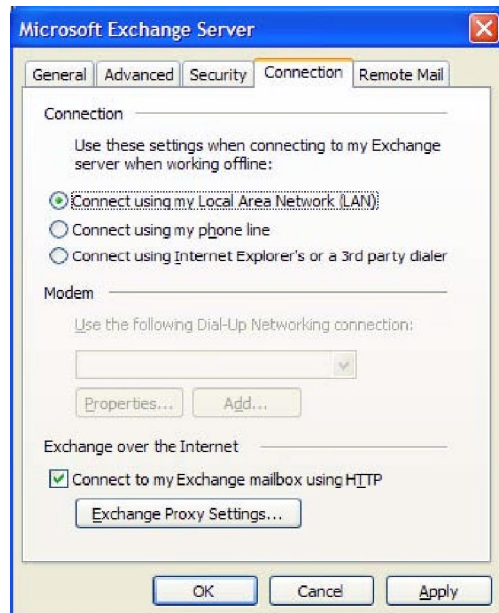 Microsoft Exchange Server
General Advanced Security Connection Remote Mail
Connection
Use these settings when connecting to my Exchange
server when working offline:
Connect using my Local Area Network (LAN)
Connect using my phone line
Connect using Internet Explorer's or a 3rd party dialer
Modem
Use the following Dial-Up Networking connection:
Properties... Add...
Exchange over the Internet
Connect to my Exchange mailbox using HTTP
Exchange Proxy Settings...
OK Cancel Apply